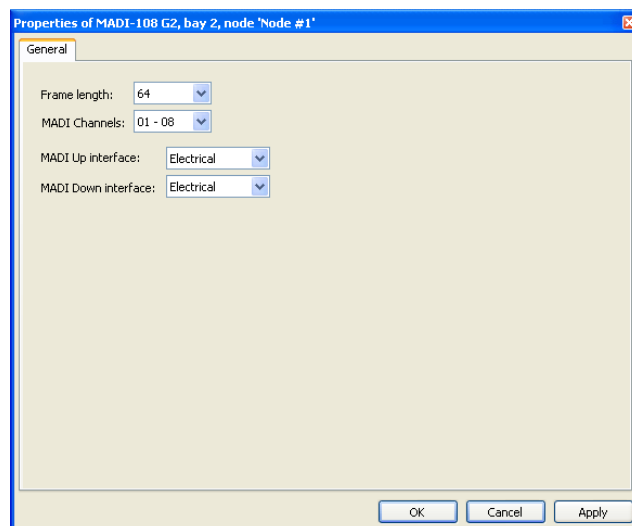 Properties of MADI-108 G2, bay 2, node 'Node #1'
General
Frame length: 64
MADI Channels: 01 - 08
MADI Up interface: Electrical
MADI Down interface: Electrical
OK Cancel Apply